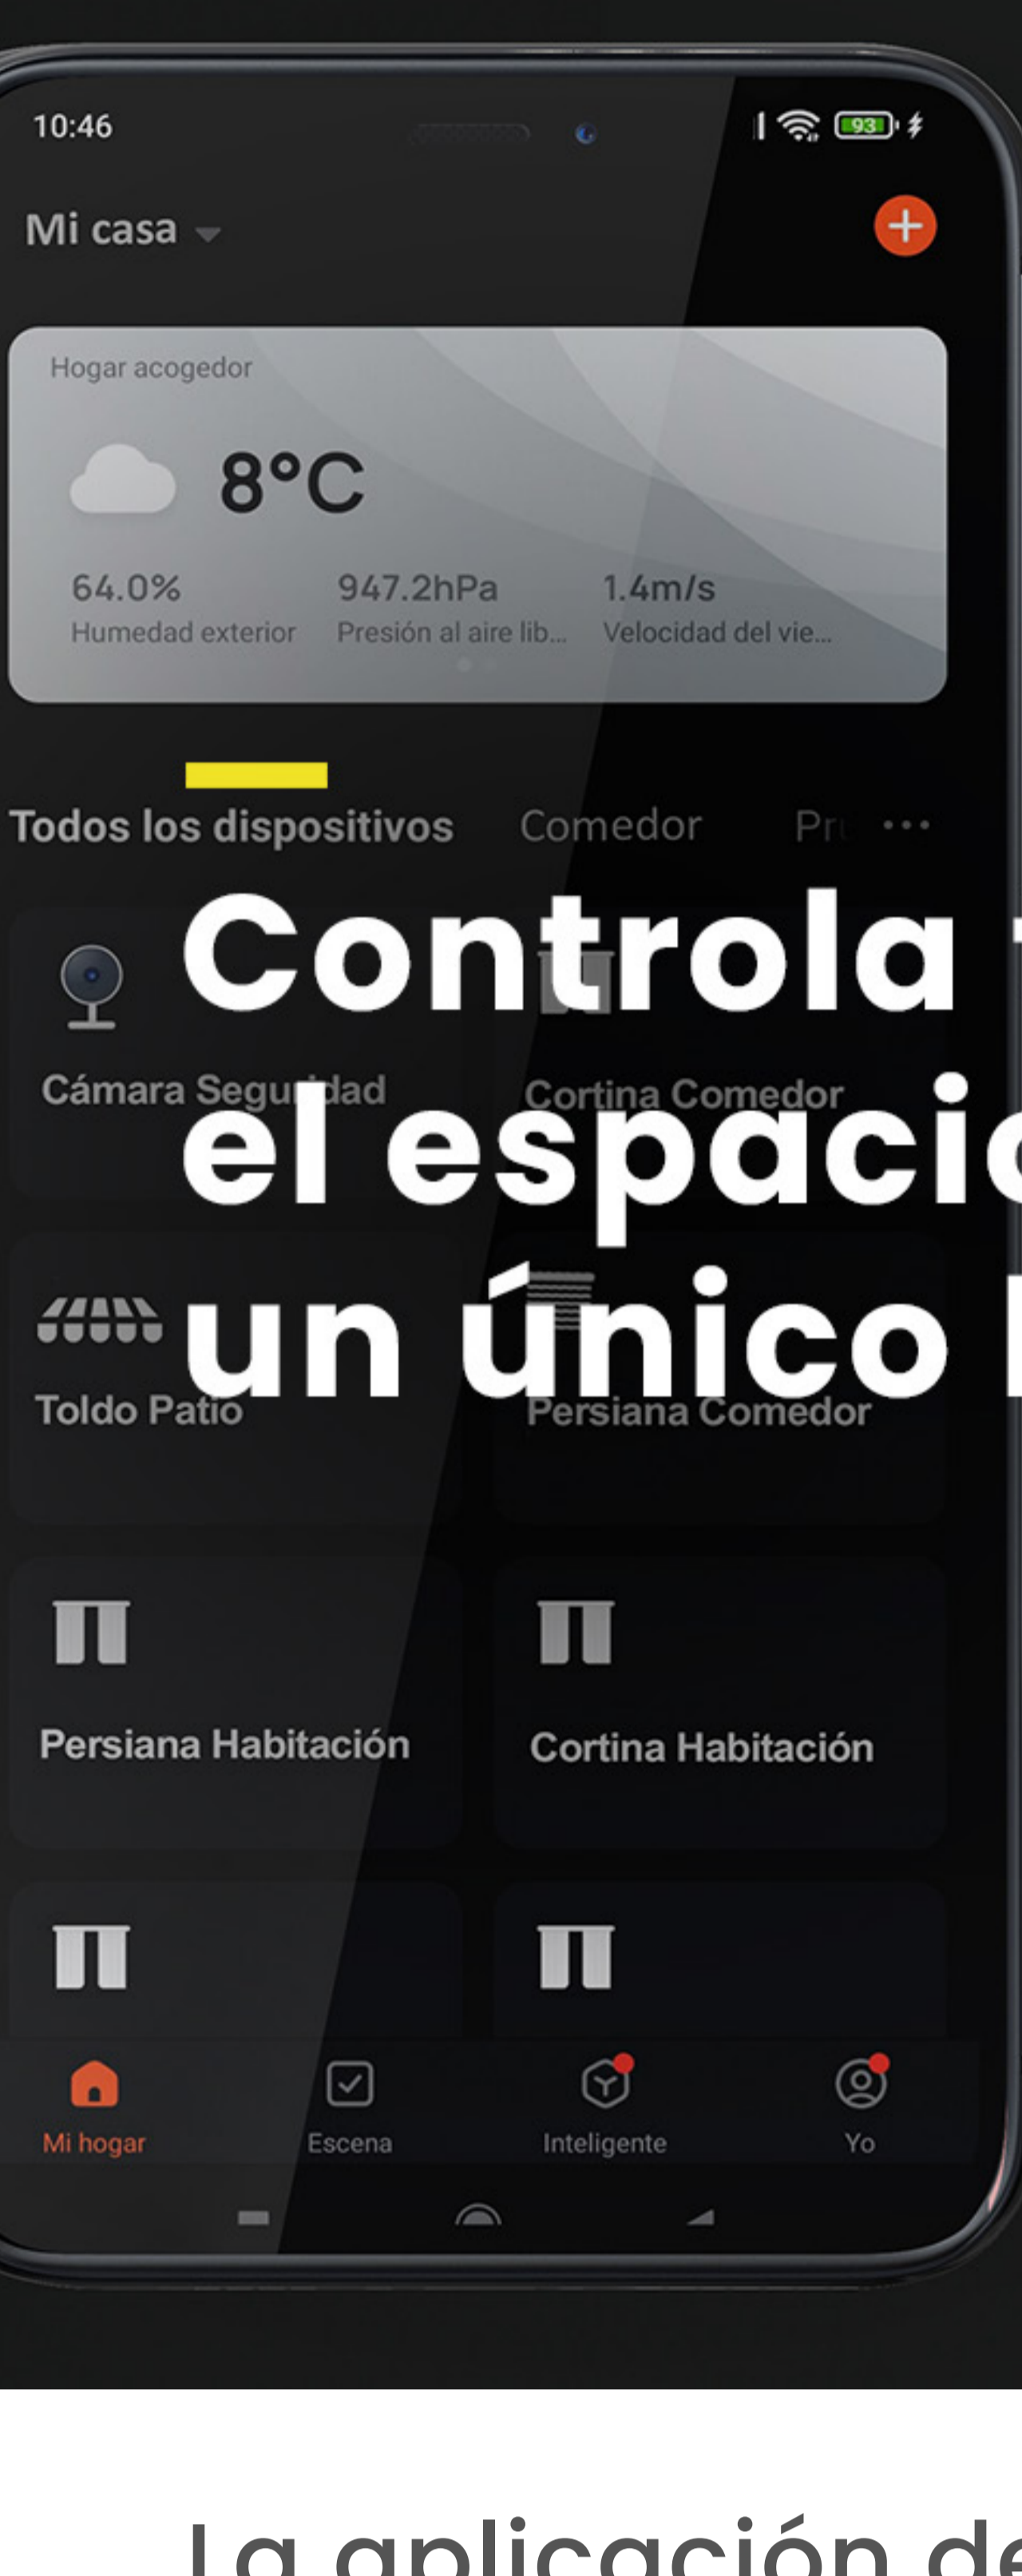 10:46
93
Mi casa
Hogar acogedor
8°C
64.0% 947.2hPa 1.4m/s
Humedad exterior Presión al aire lib... Velocidad del vie...
Todos los dispositivos Comedor
Controla
Cámara Seguridad Cortina Comedor
el espacio
un único
Toldo Patio Persiana Comedor
Persiana Habitación Cortina Habitación
Mi hogar Escena Inteligente Yo
La aplicación de